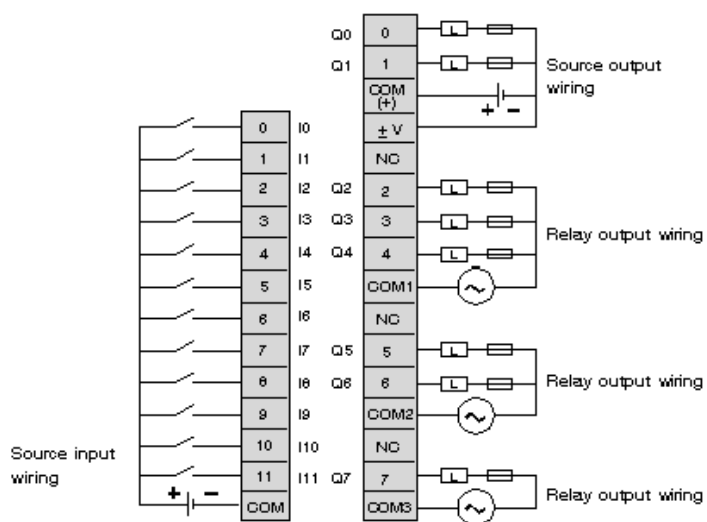 Q0 0 L
Q1 1 L Source output
wiring
COM
(+) + −
0 I0 ± V
1 I1 NC
2 I2 Q2 2 L
3 I3 Q3 3 L Relay output wiring
4 I4 Q4 4 L
5 I5 COM1 ~
6 I6 NC
7 I7 Q5 5 L
8 I8 Q6 6 L Relay output wiring
9 I9 COM2 ~
Source input
wiring
10 I10 NC
11 I11 Q7 7 L
+ − COM COM3 ~ Relay output wiring